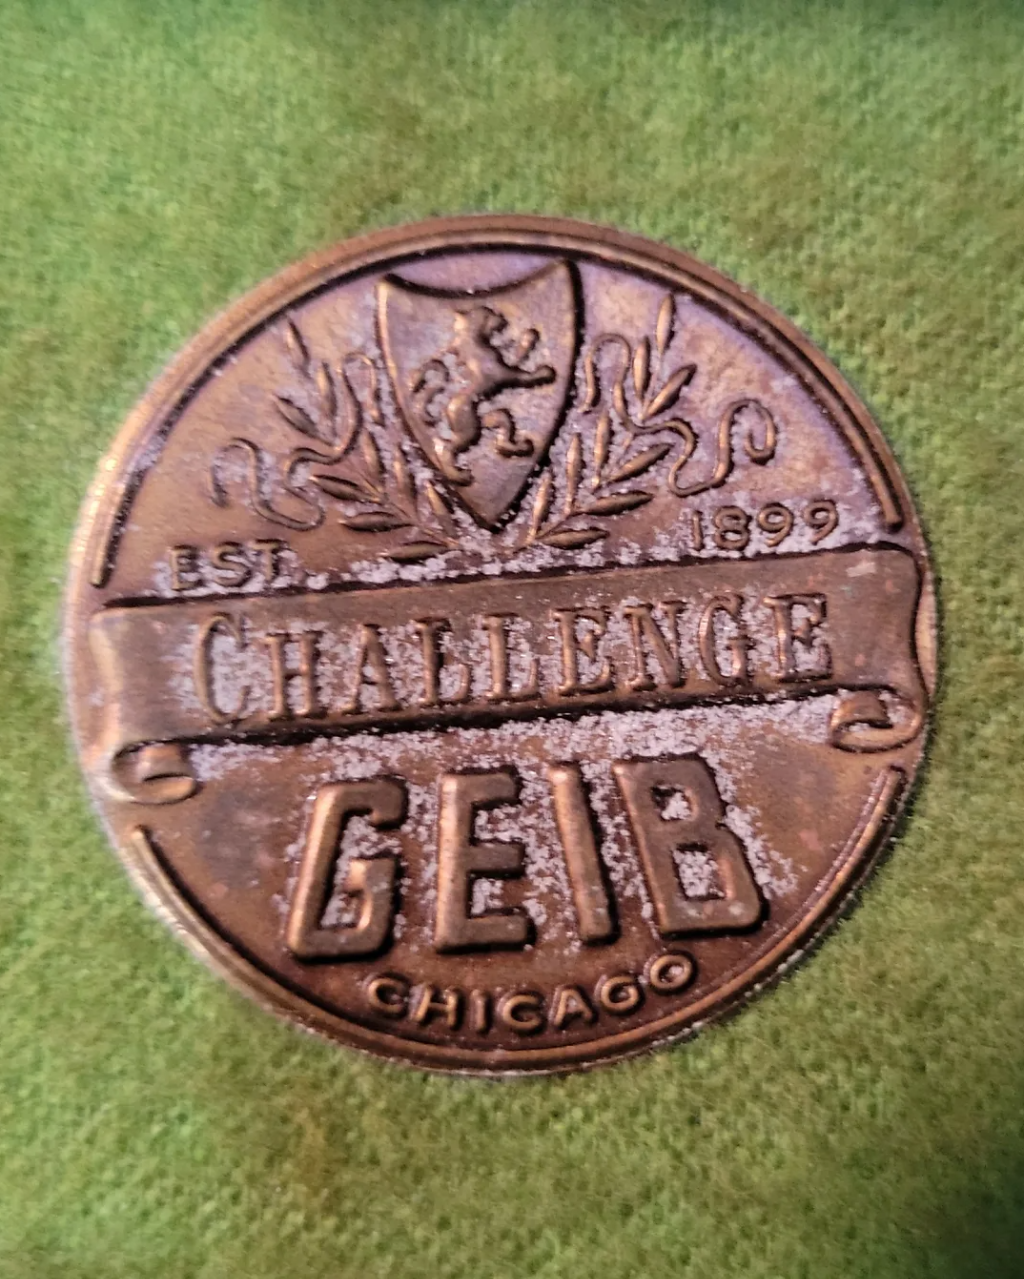 EST. 1899
CHALLENGE
GEIB
CHICAGO